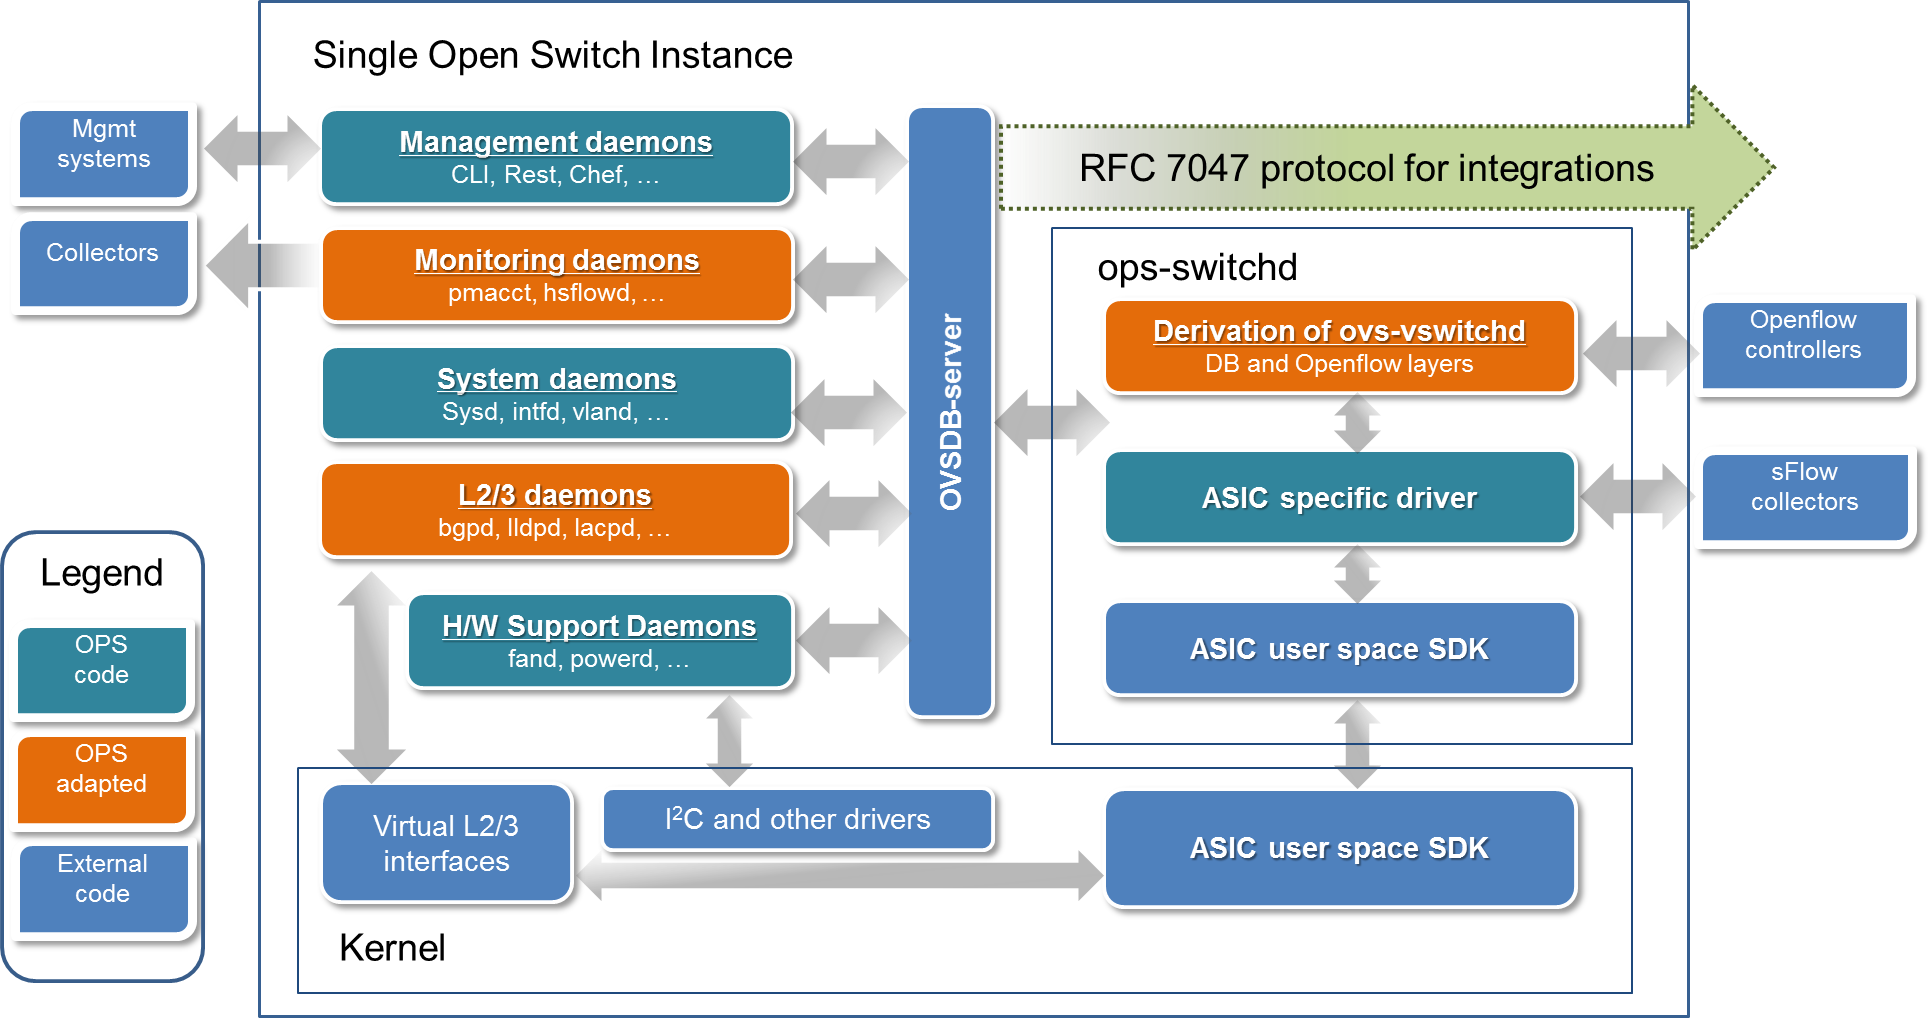 Single Open Switch Instance
Mgmt
systems
Collectors
Management daemons
CLI, Rest, Chef, …
Monitoring daemons
pmacct, hsflowd, …
System daemons
Sysd, intfd, vland, …
L2/3 daemons
bgpd, lldpd, lacpd, …
H/W Support Daemons
fand, powerd, …
OVSDB-server
RFC 7047 protocol for integrations
ops-switchd
Derivation of ovs-vswitchd
DB and Openflow layers
ASIC specific driver
ASIC user space SDK
Openflow
controllers
sFlow
collectors
Virtual L2/3
interfaces
I²C and other drivers
ASIC user space SDK
Kernel
Legend
OPS
code
OPS
adapted
External
code